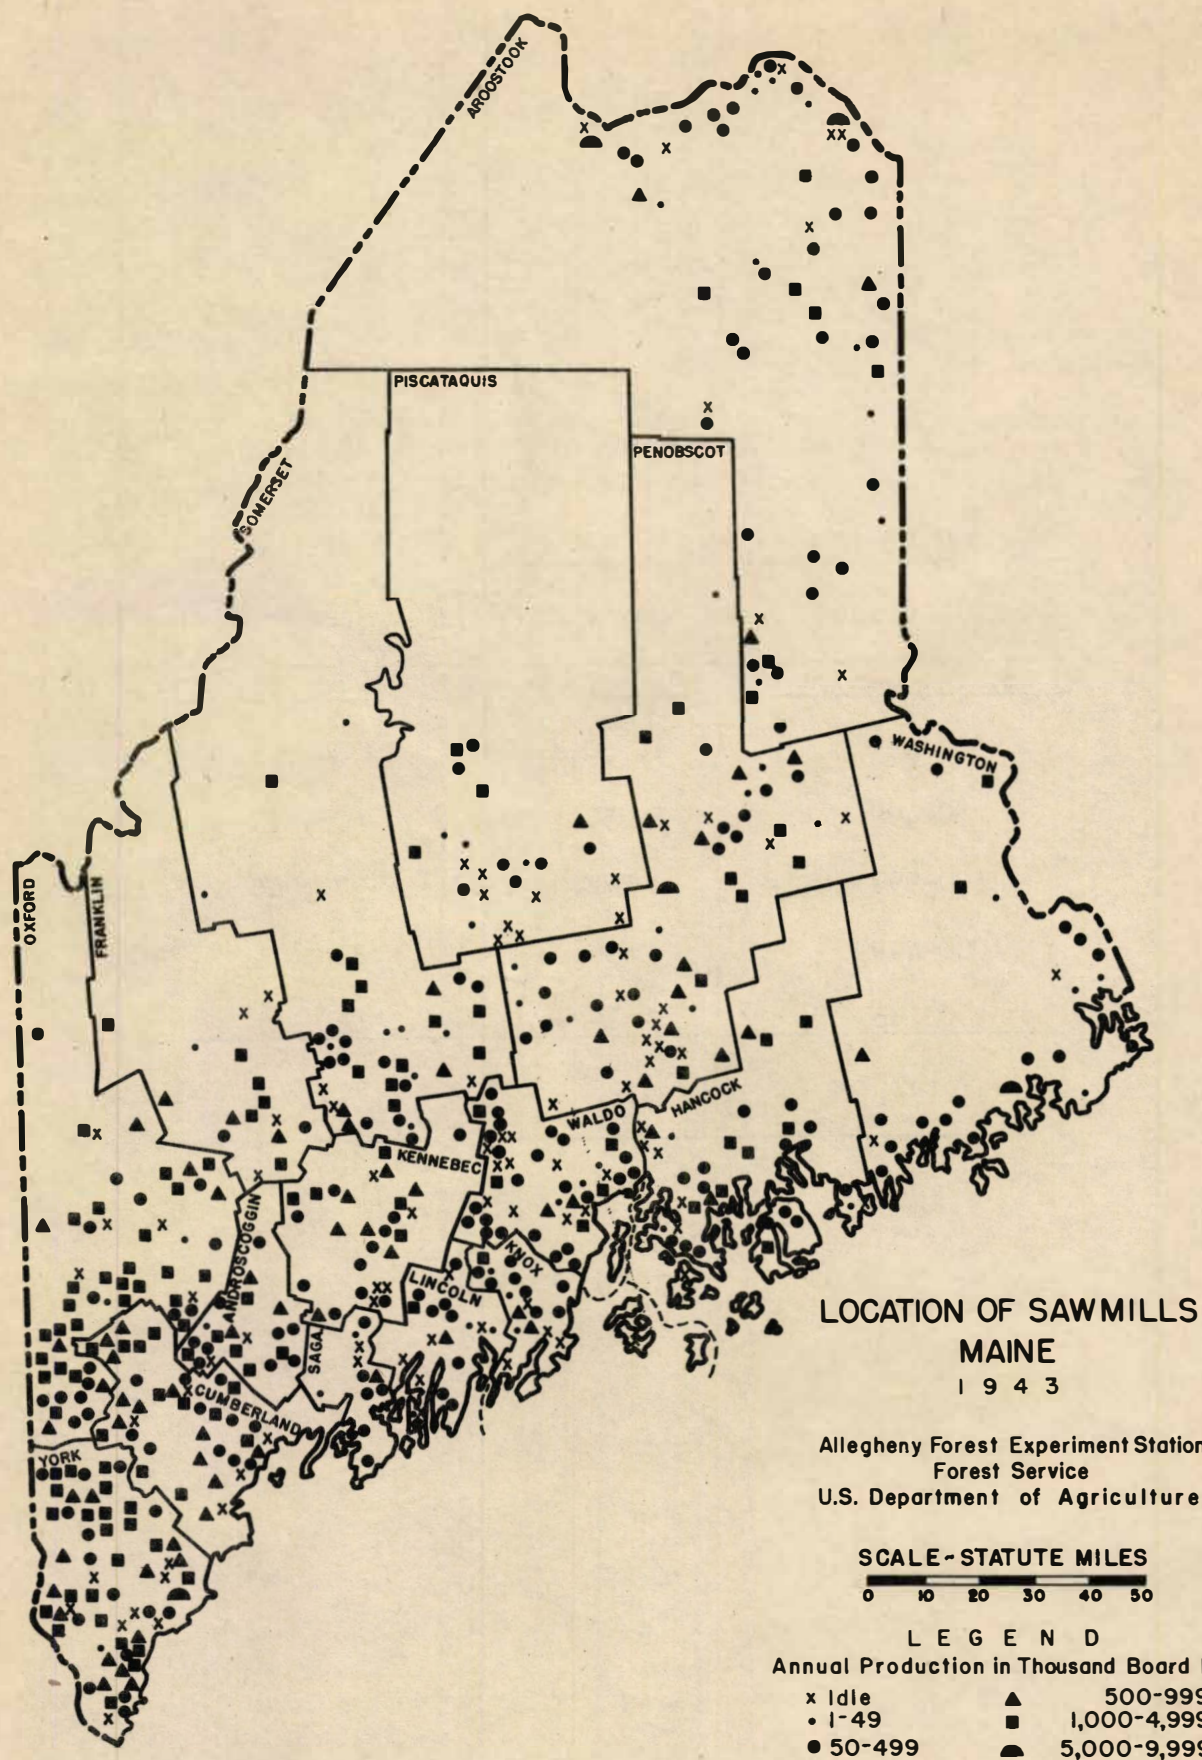 AROOSTOOK
PISCATAQUIS
PENOBSCOT
SOMERSET
WASHINGTON
OXFORD
FRANKLIN
WALDO
HANCOCK
KENNEBEC
ANDROSCOGGIN
KNOX
LINCOLN
SAGA
CUMBERLAND
YORK
LOCATION OF SAWMILLS
MAINE
1943
Allegheny Forest Experiment Station
Forest Service
U.S. Department of Agriculture
SCALE-STATUTE MILES
0 10 20 30 40 50
LEGEND
Annual Production in Thousand Board
x Idle ▲ 500-999
• 1-49 ■ 1,000-4,999
● 50-499 5,000-9,999